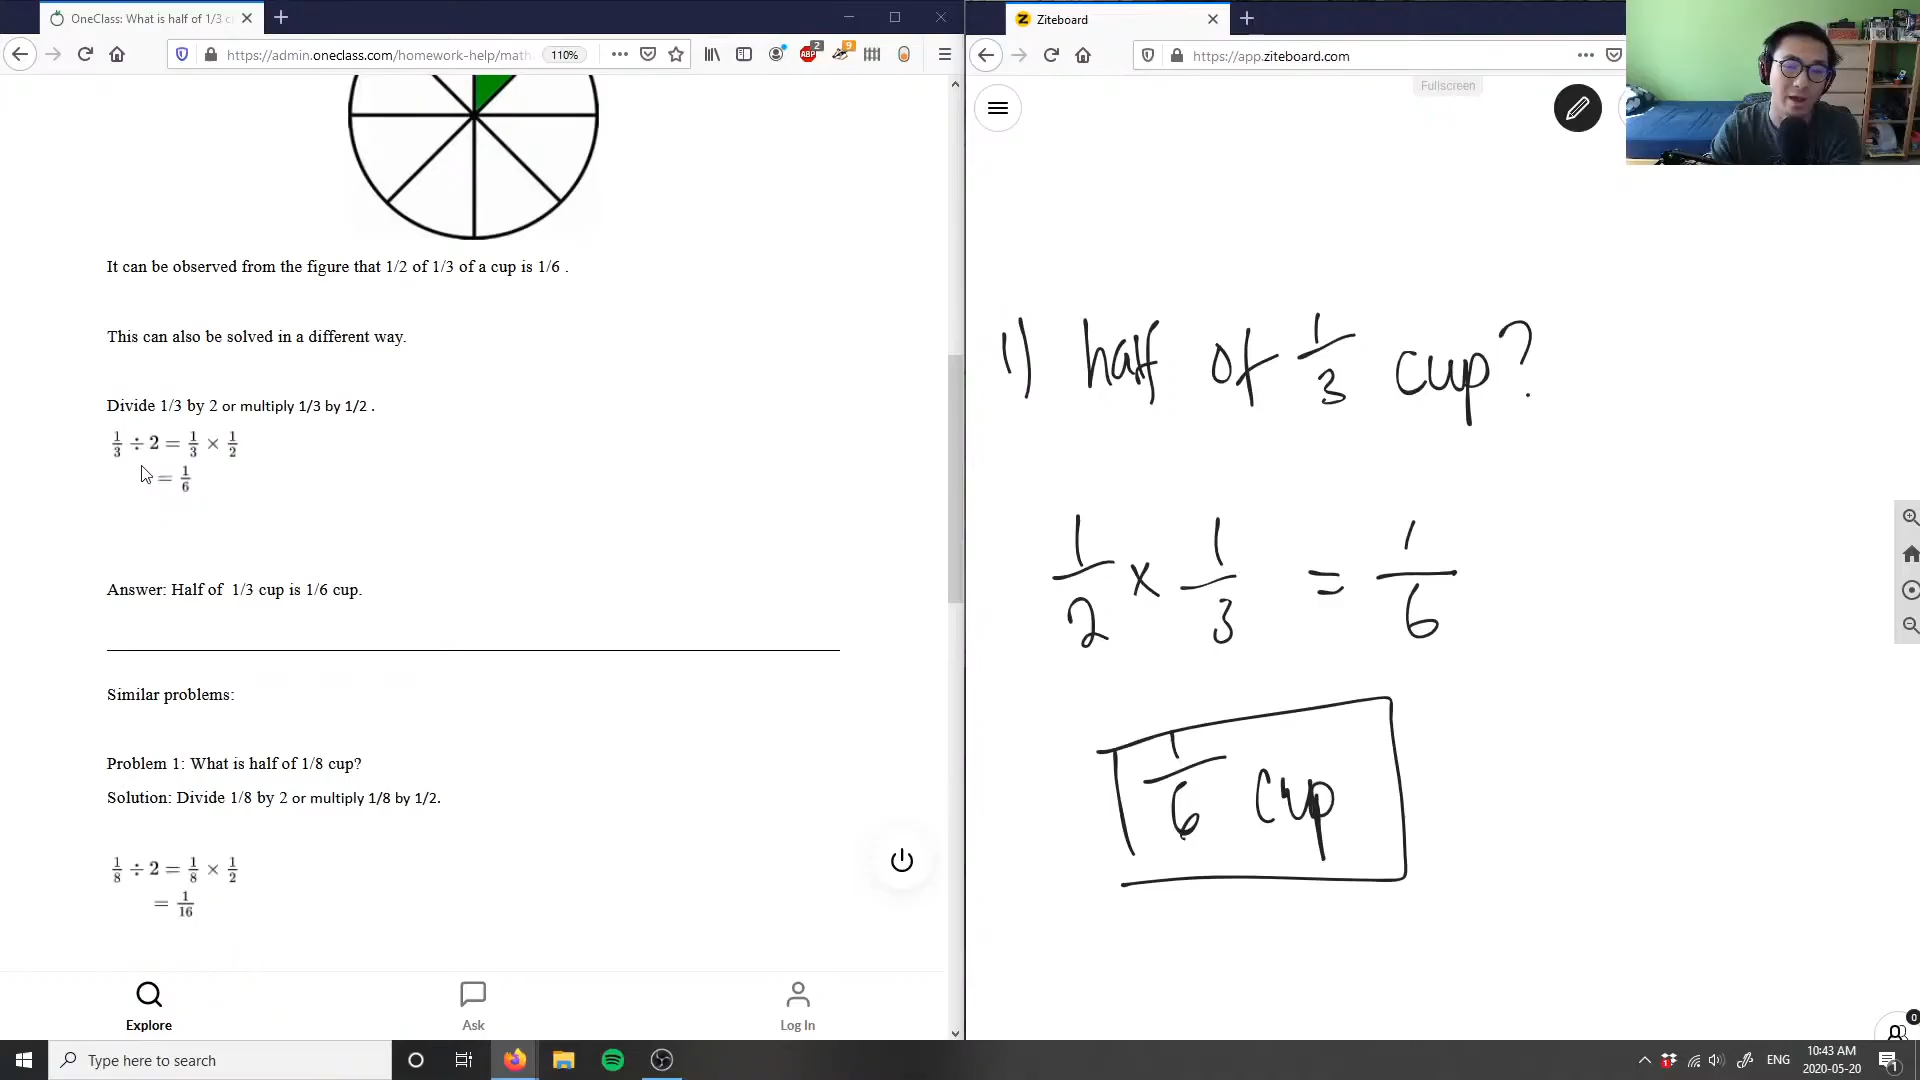 OneClass: What is half of 1/3 c
Ziteboard
https://admin.oneclass.com/homework-help/math
110%
ABP
2
9
https://app.ziteboard.com
Fullscreen
It can be observed from the figure that 1/2 of 1/3 of a cup is 1/6 .
This can also be solved in a different way.
Divide 1/3 by 2 or multiply 1/3 by 1/2 .
1/3 ÷ 2 = 1/3 × 1/2
= 1/6
Answer: Half of 1/3 cup is 1/6 cup.
Similar problems:
Problem 1: What is half of 1/8 cup?
Solution: Divide 1/8 by 2 or multiply 1/8 by 1/2.
1/8 ÷ 2 = 1/8 × 1/2
= 1/16
Explore
Ask
Log In
1) half of 1/3 cup?
1/2 × 1/3 = 1/6
1/6 cup
0
Type here to search
ENG
10:43 AM
2020-05-20
1